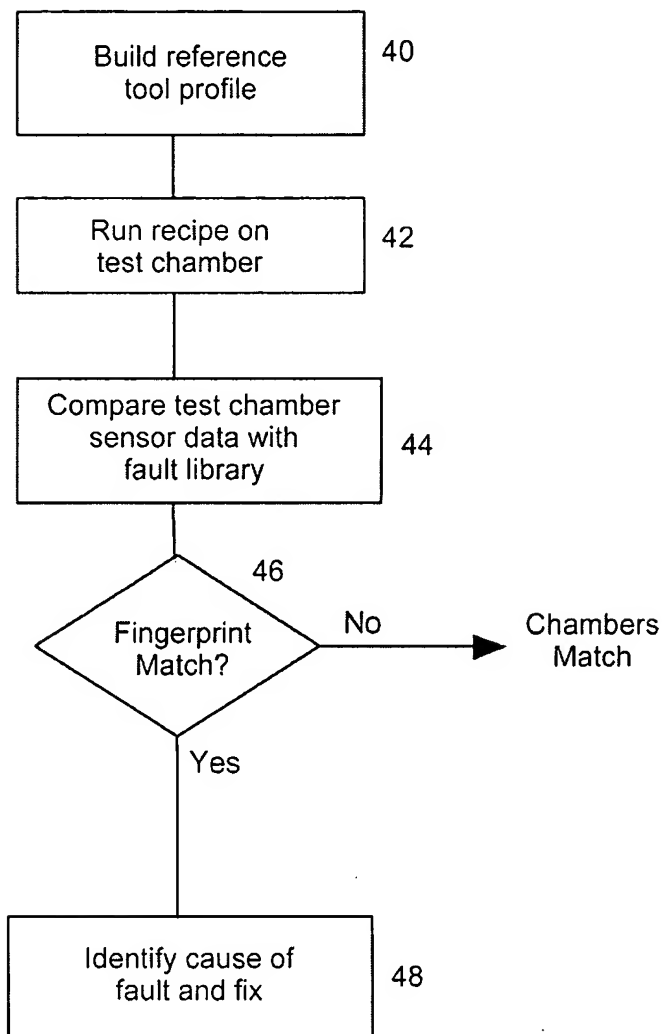 Build reference
tool profile
40
Run recipe on
test chamber
42
Compare test chamber
sensor data with
fault library
44
46
Fingerprint
Match?
No
Chambers
Match
Yes
Identify cause of
fault and fix
48